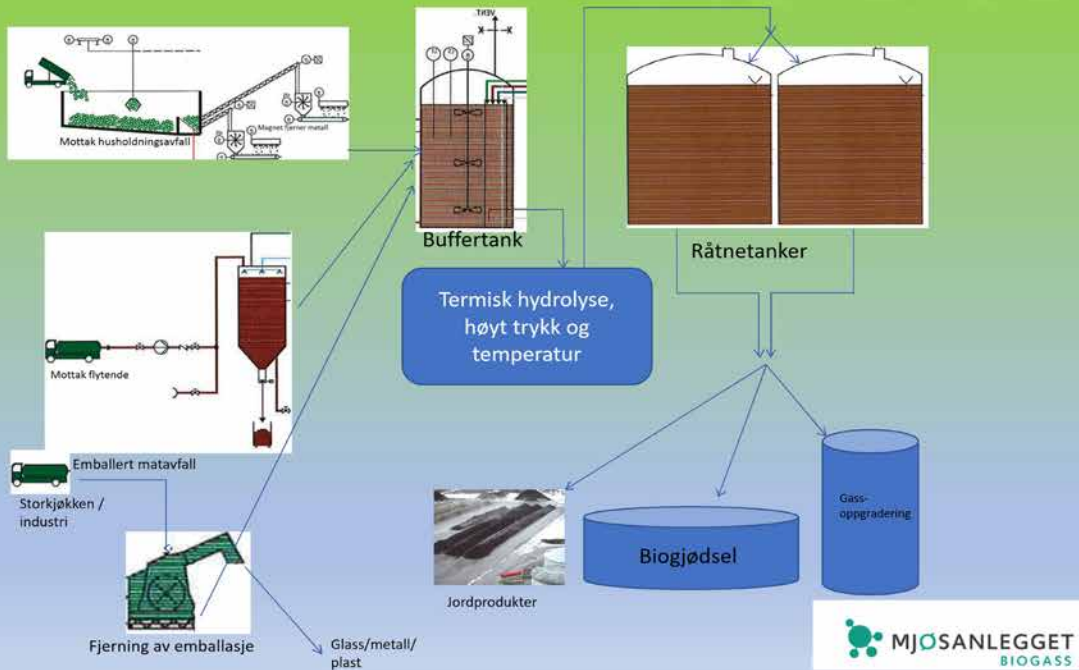 VENT.
Magnet fjerner metall
Mottak husholdningsavfall
Buffertank
Råtnetanker
Termisk hydrolyse,
høyt trykk og
temperatur
Mottak flytende
Emballert matavfall
Storkjøkken /
industri
Gass-
oppgradering
Biogjødsel
Jordprodukter
Fjerning av emballasje
Glass/metall/
plast
MJØSANLEGGET
BIOGASS